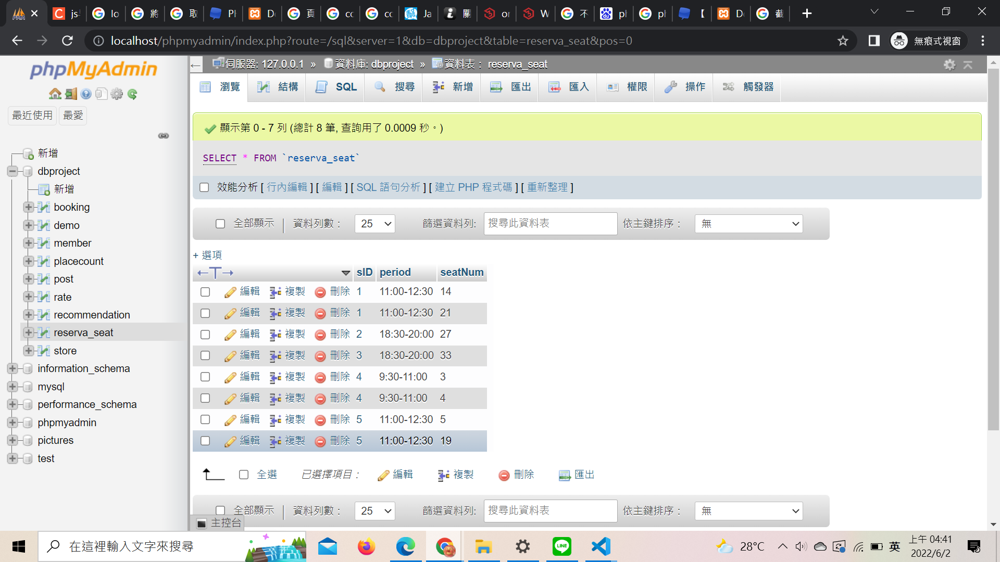 js
lo
將
取
Pl
D
頁
cc
cc
Ja
關
or
W
不
pl
pl
【
D
截
localhost/phpmyadmin/index.php?route=/sql&server=1&db=dbproject&table=reserva_seat&pos=0
無痕式視窗
phpMyAdmin
最近使用 最愛
新增
dbproject
新增
booking
demo
member
placecount
post
rate
recommendation
reserva_seat
store
information_schema
mysql
performance_schema
phpmyadmin
pictures
test
伺服器: 127.0.0.1 » 資料庫: dbproject » 資料表： reserva_seat
瀏覽 結構 SQL 搜尋 新增 匯出 匯入 權限 操作 觸發器
顯示第 0 - 7 列 (總計 8 筆, 查詢用了 0.0009 秒。)
SELECT * FROM `reserva_seat`
效能分析 [ 行內編輯 ] [ 編輯 ] [ SQL 語句分析 ] [ 建立 PHP 程式碼 ] [ 重新整理 ]
全部顯示 | 資料列數： 25 篩選資料列: 搜尋此資料表 依主鍵排序： 無
+ 選項
←T→ sID period seatNum
編輯 複製 刪除 1 11:00-12:30 14
編輯 複製 刪除 1 11:00-12:30 21
編輯 複製 刪除 2 18:30-20:00 27
編輯 複製 刪除 3 18:30-20:00 33
編輯 複製 刪除 4 9:30-11:00 3
編輯 複製 刪除 4 9:30-11:00 4
編輯 複製 刪除 5 11:00-12:30 5
編輯 複製 刪除 5 11:00-12:30 19
全選 已選擇項目： 編輯 複製 刪除 匯出
全部顯示 | 資料列數： 25 篩選資料列: 搜尋此資料表 依主鍵排序： 無
主控台
在這裡輸入文字來搜尋
LINE
28°C
英
上午 04:41
2022/6/2